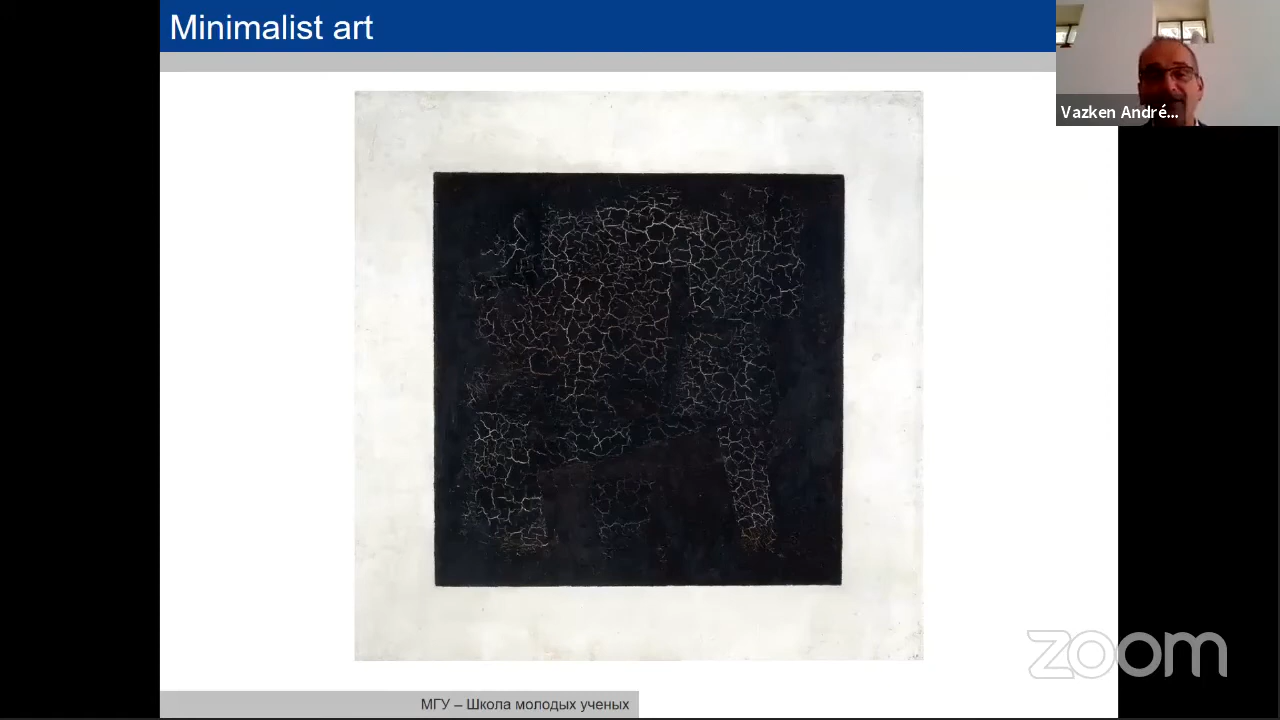 Minimalist art
Vazken André...
zoom
МГУ – Школа молодых ученых